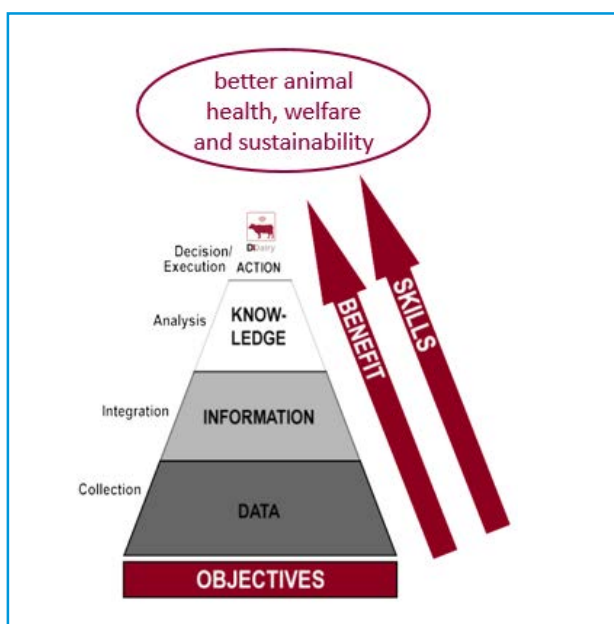 better animal
health, welfare
and sustainability
D4Dairy
Decision/
Execution
ACTION
Analysis
KNOW-
LEDGE
Integration
INFORMATION
Collection
DATA
OBJECTIVES
BENEFIT
SKILLS